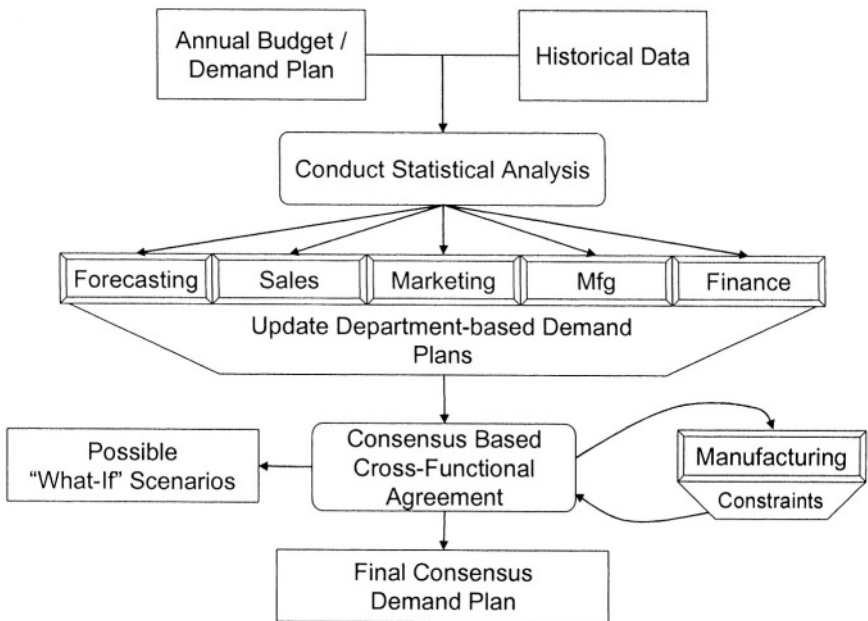 Annual Budget /
Demand Plan
Historical Data
Conduct Statistical Analysis
Forecasting
Sales
Marketing
Mfg
Finance
Update Department-based Demand
Plans
Possible
“What-If” Scenarios
Consensus Based
Cross-Functional
Agreement
Manufacturing
Constraints
Final Consensus
Demand Plan